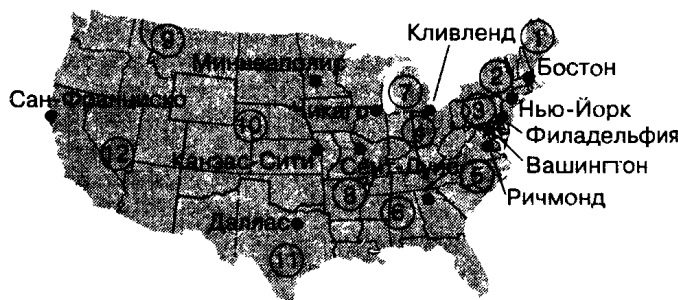 Кливленд
1
9
Миннеаполис
2
Бостон
7
Сан-Франциско
Чикаго
3
Нью-Йорк
Филадельфия
10
4
Вашингтон
12
Канзас-Сити
Сент-Луис
5
Ричмонд
8
6
Даллас
11